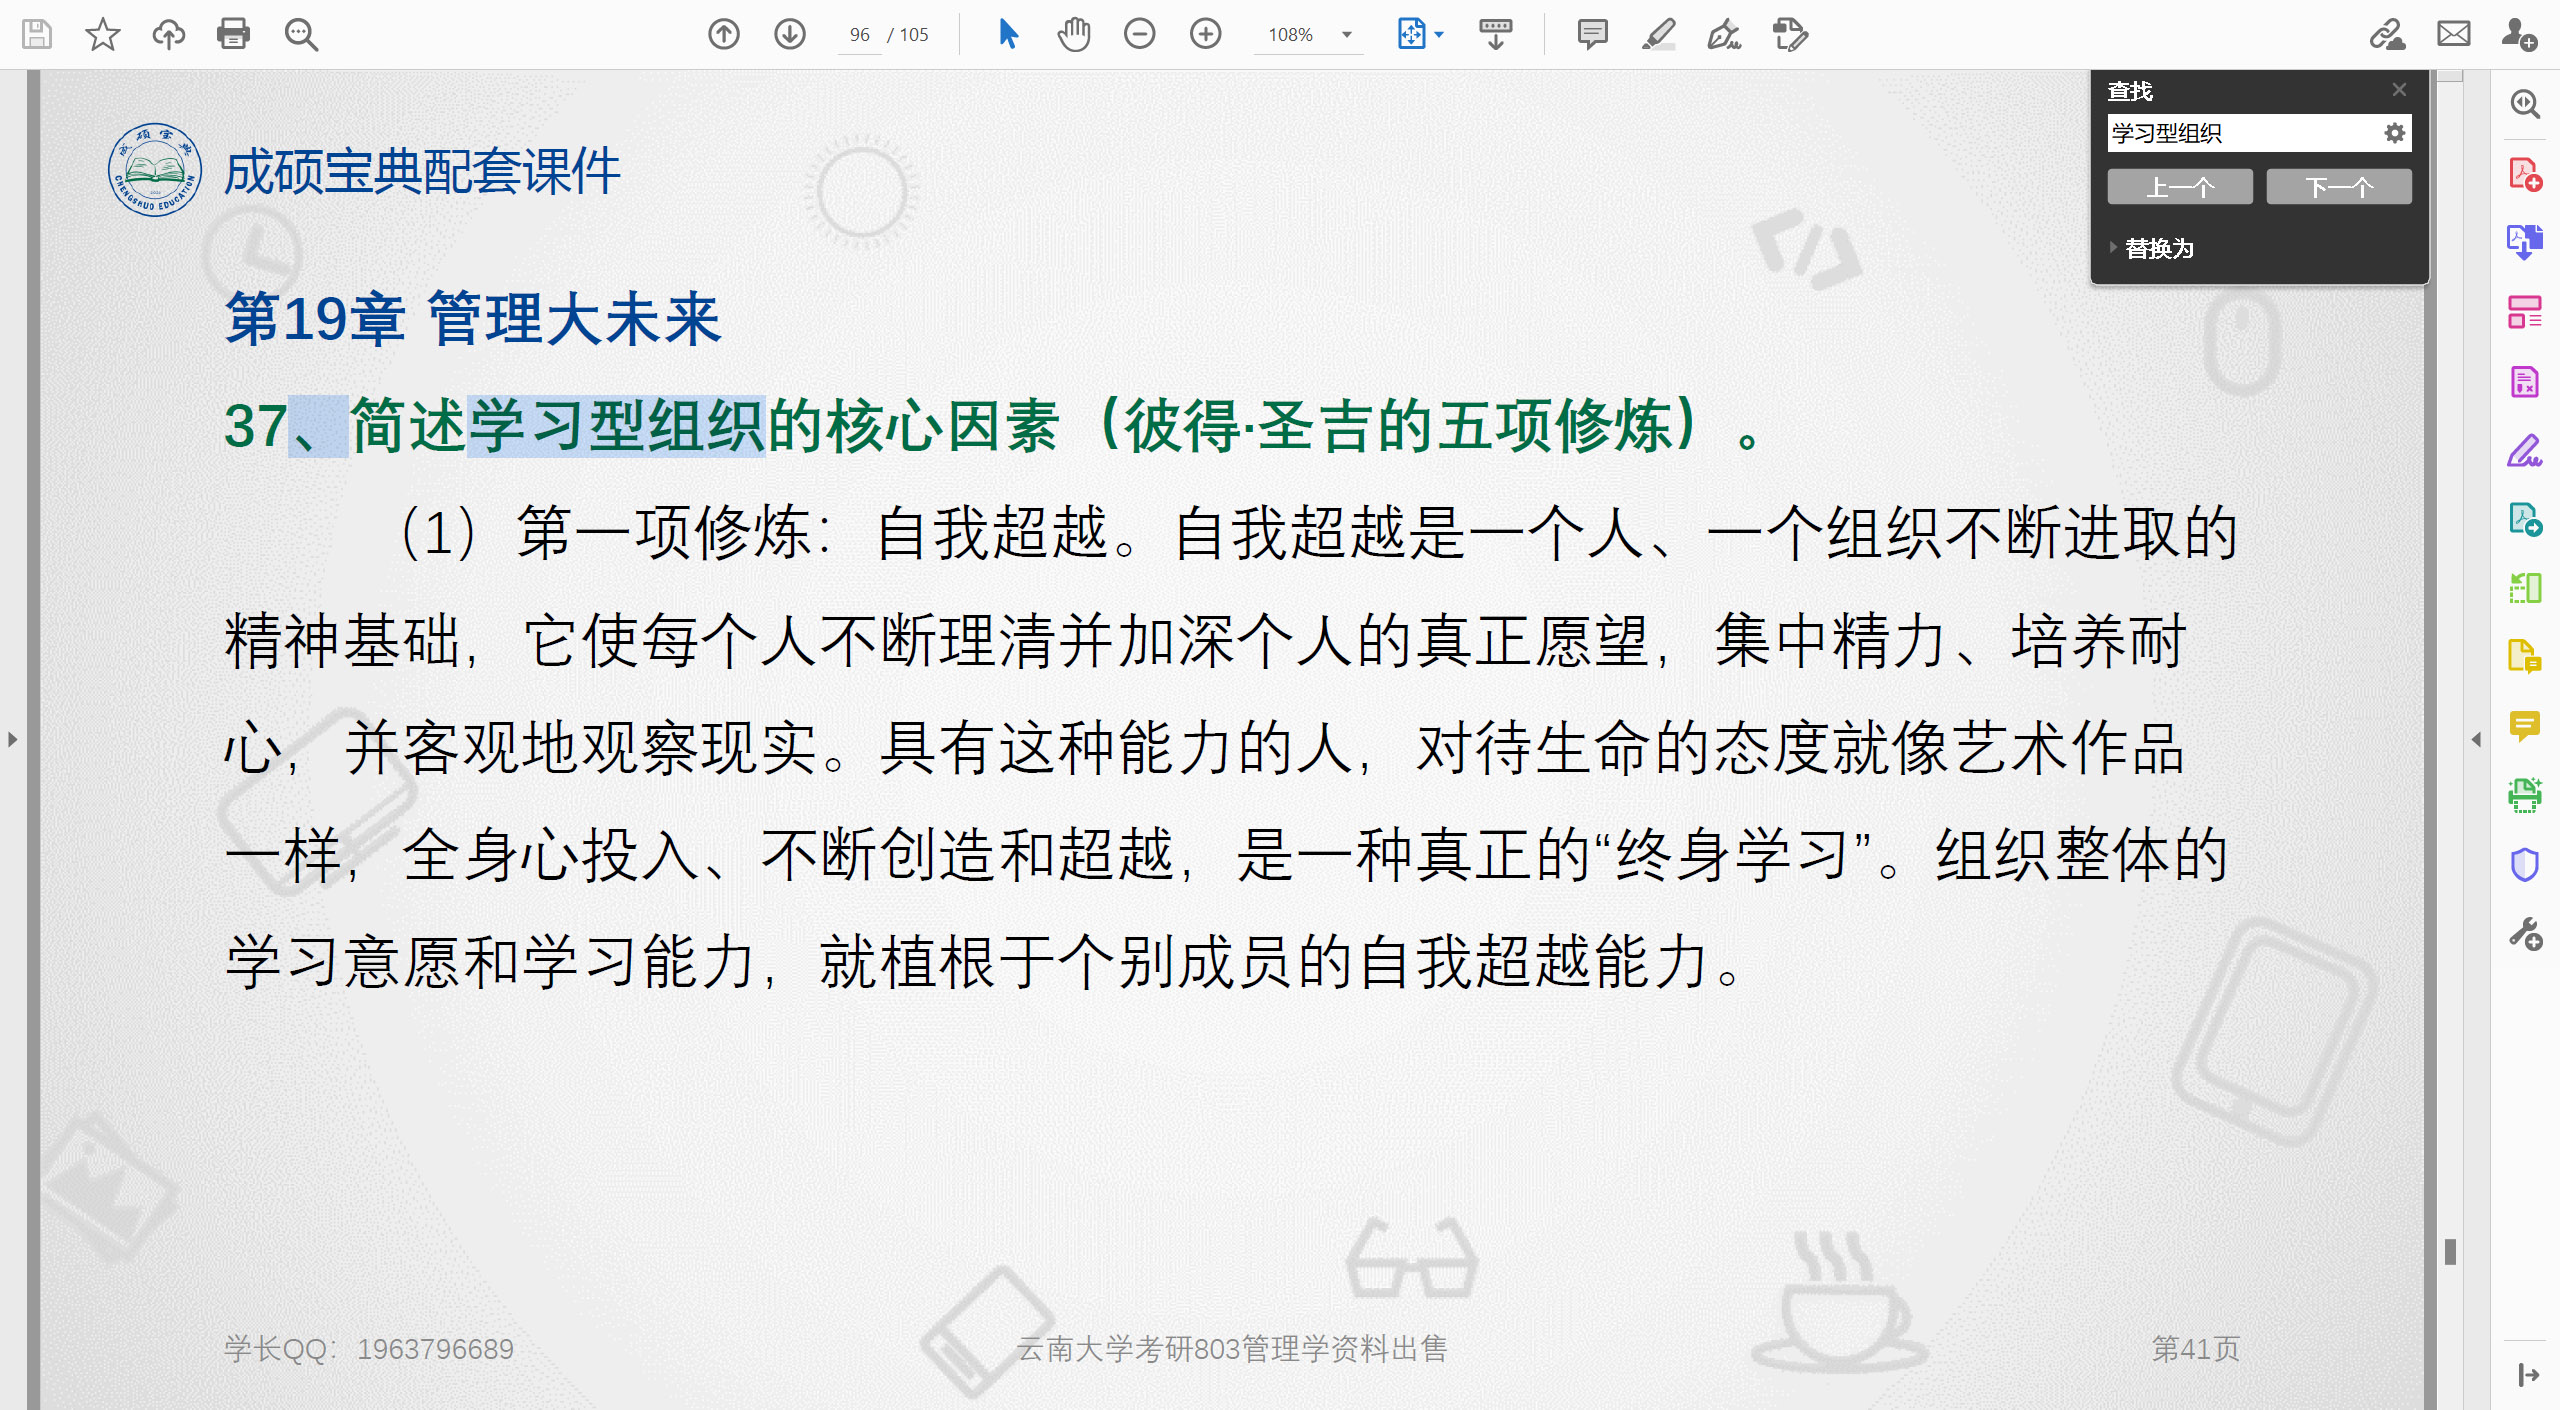 96 / 105
108%
查找
学习型组织
上一个 下一个
替换为
成硕宝典
CHENGSHUO EDUCATION
成硕宝典配套课件
第19章 管理大未来
37、简述学习型组织的核心因素（彼得·圣吉的五项修炼）。
（1）第一项修炼：自我超越。自我超越是一个人、一个组织不断进取的
精神基础，它使每个人不断理清并加深个人的真正愿望，集中精力、培养耐
心，并客观地观察现实。具有这种能力的人，对待生命的态度就像艺术作品
一样，全身心投入、不断创造和超越，是一种真正的“终身学习”。组织整体的
学习意愿和学习能力，就植根于个别成员的自我超越能力。
学长QQ：1963796689
云南大学考研803管理学资料出售
第41页